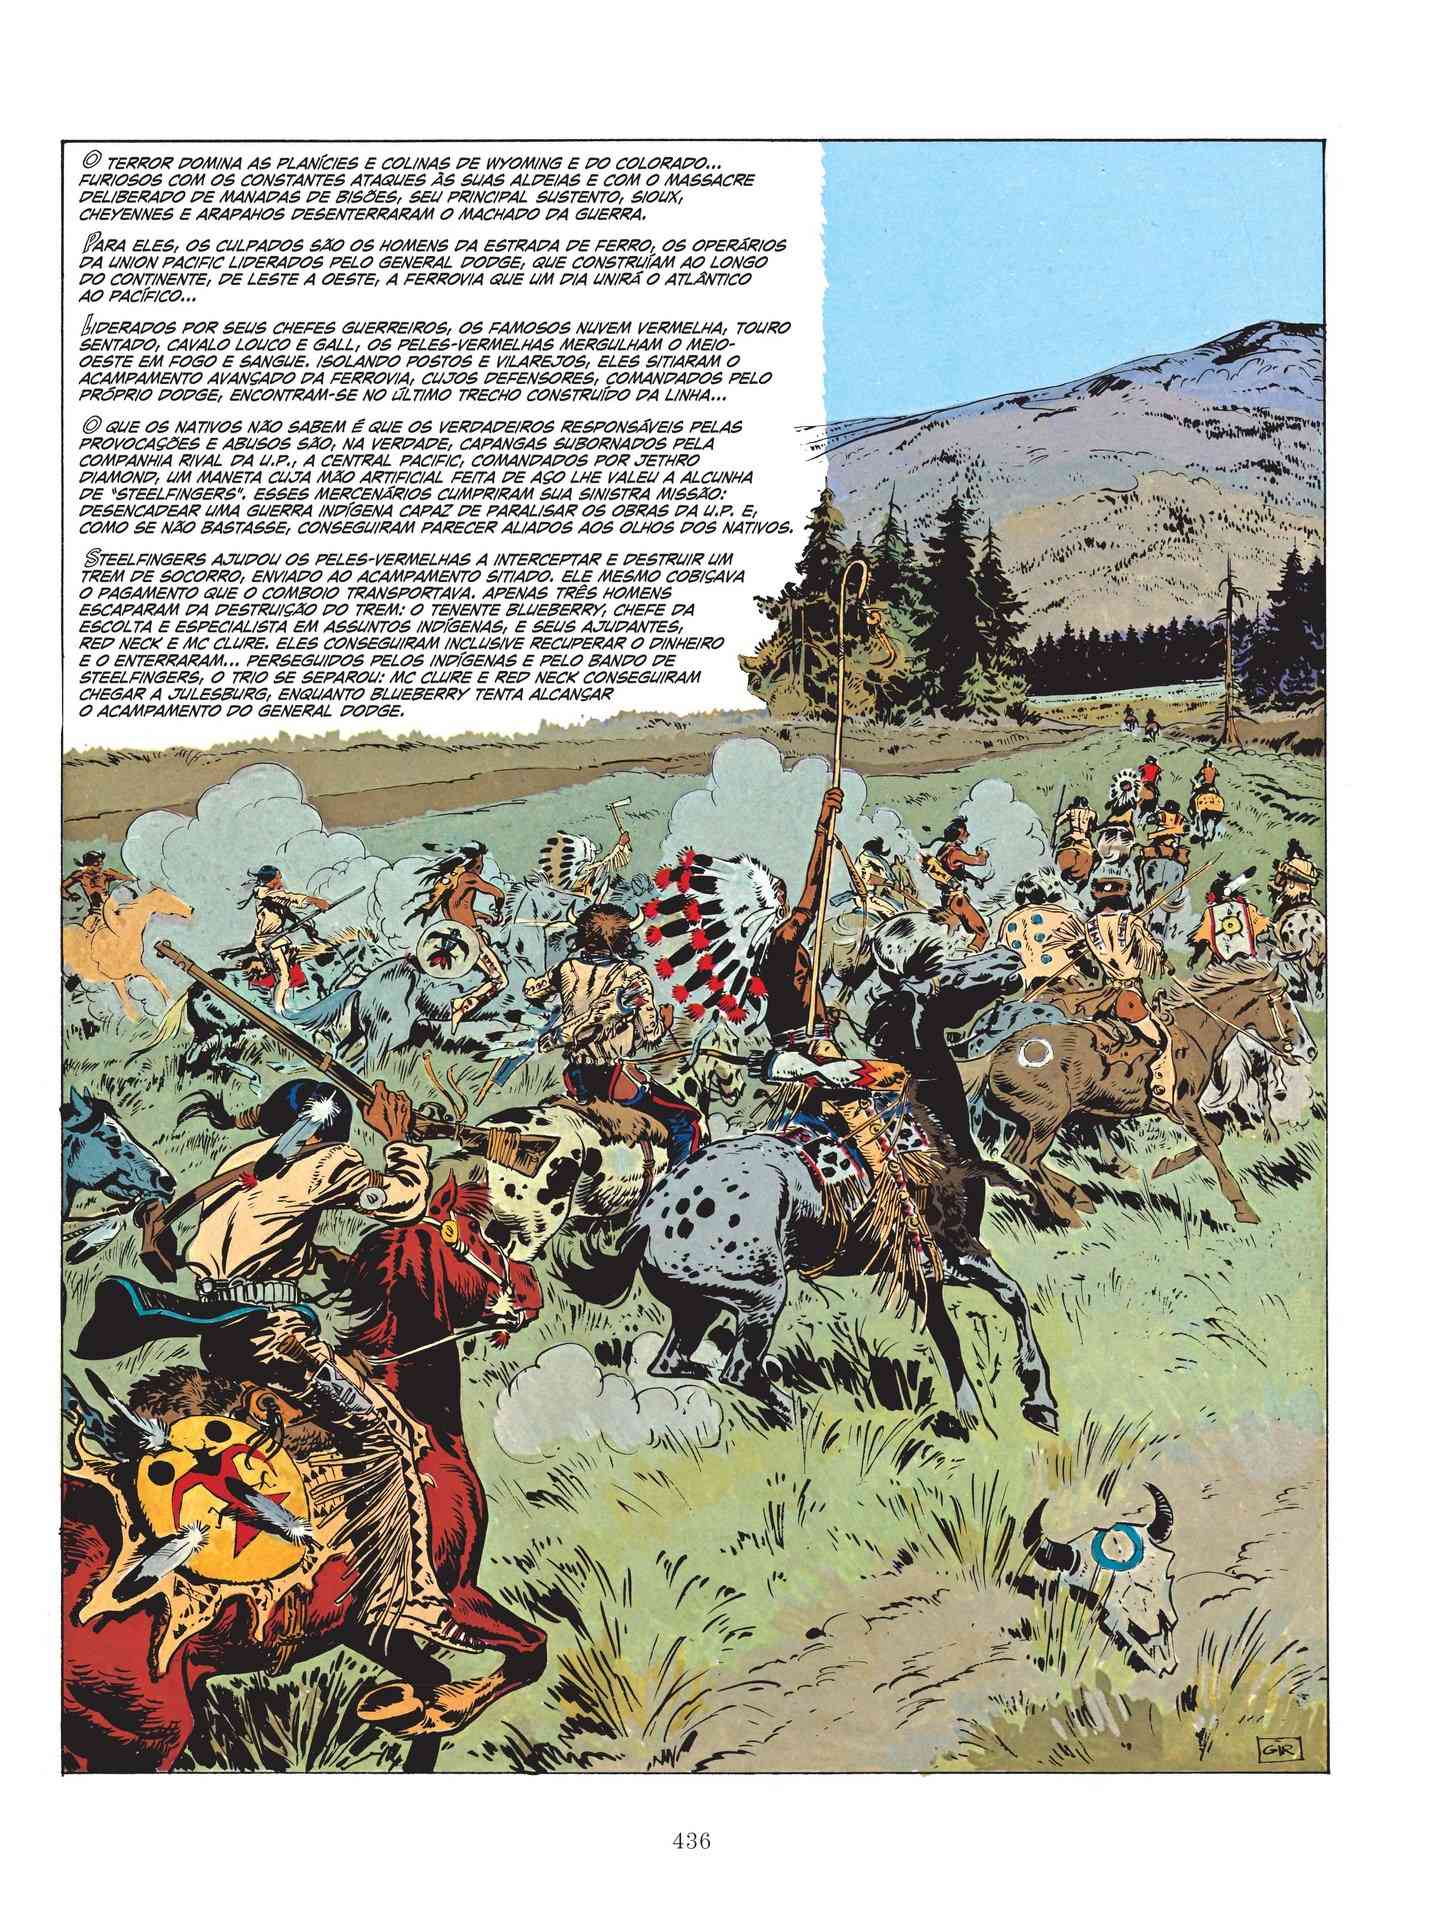 O TERROR DOMINA AS PLANÍCIES E COLINAS DE WYOMING E DO COLORADO...
FURIOSOS COM OS CONSTANTES ATAQUES ÀS SUAS ALDEIAS E COM O MASSACRE
DELIBERADO DE MANADAS DE BISÕES, SEU PRINCIPAL SUSTENTO, SIOUX,
CHEYENNES E ARAPAHOS DESENTERRARAM O MACHADO DA GUERRA.
PARA ELES, OS CULPADOS SÃO OS HOMENS DA ESTRADA DE FERRO, OS OPERÁRIOS
DA UNION PACIFIC LIDERADOS PELO GENERAL DODGE, QUE CONSTRUÍAM AO LONGO
DO CONTINENTE, DE LESTE A OESTE, A FERROVIA QUE UM DIA UNIRÁ O ATLÂNTICO
AO PACÍFICO...
LIDERADOS POR SEUS CHEFES GUERREIROS, OS FAMOSOS NUVEM VERMELHA, TOURO
SENTADO, CAVALO LOUCO E GALL, OS PELES-VERMELHAS MERGULHAM O MEIO-
OESTE EM FOGO E SANGUE. ISOLANDO POSTOS E VILAREJOS, ELES SITIARAM O
ACAMPAMENTO AVANÇADO DA FERROVIA, CUJOS DEFENSORES, COMANDADOS PELO
PRÓPRIO DODGE, ENCONTRAM-SE NO ÚLTIMO TRECHO CONSTRUÍDO DA LINHA...
O QUE OS NATIVOS NÃO SABEM É QUE OS VERDADEIROS RESPONSÁVEIS PELAS
PROVOCAÇÕES E ABUSOS SÃO, NA VERDADE, CAPANGAS SUBORNADOS PELA
COMPANHIA RIVAL DA U.P., A CENTRAL PACIFIC, COMANDADOS POR JETHRO
DIAMOND, UM MANETA CUJA MÃO ARTIFICIAL FEITA DE AÇO LHE VALEU A ALCUNHA
DE "STEELFINGERS". ESSES MERCENÁRIOS CUMPRIRAM SUA SINISTRA MISSÃO:
DESENCADEAR UMA GUERRA INDÍGENA CAPAZ DE PARALISAR OS OBRAS DA U.P. E,
COMO SE NÃO BASTASSE, CONSEGUIRAM PARECER ALIADOS AOS OLHOS DOS NATIVOS.
STEELFINGERS AJUDOU OS PELES-VERMELHAS A INTERCEPTAR E DESTRUIR UM
TREM DE SOCORRO, ENVIADO AO ACAMPAMENTO SITIADO. ELE MESMO COBIÇAVA
O PAGAMENTO QUE O COMBOIO TRANSPORTAVA. APENAS TRÊS HOMENS
ESCAPARAM DA DESTRUIÇÃO DO TREM: O TENENTE BLUEBERRY, CHEFE DA
ESCOLTA E ESPECIALISTA EM ASSUNTOS INDÍGENAS, E SEUS AJUDANTES,
RED NECK E MC CLURE. ELES CONSEGUIRAM INCLUSIVE RECUPERAR O DINHEIRO
E O ENTERRARAM... PERSEGUIDOS PELOS INDÍGENAS E PELO BANDO DE
STEELFINGERS, O TRIO SE SEPAROU: MC CLURE E RED NECK CONSEGUIRAM
CHEGAR A JULESBURG, ENQUANTO BLUEBERRY TENTA ALCANÇAR
O ACAMPAMENTO DO GENERAL DODGE.
GIR
436